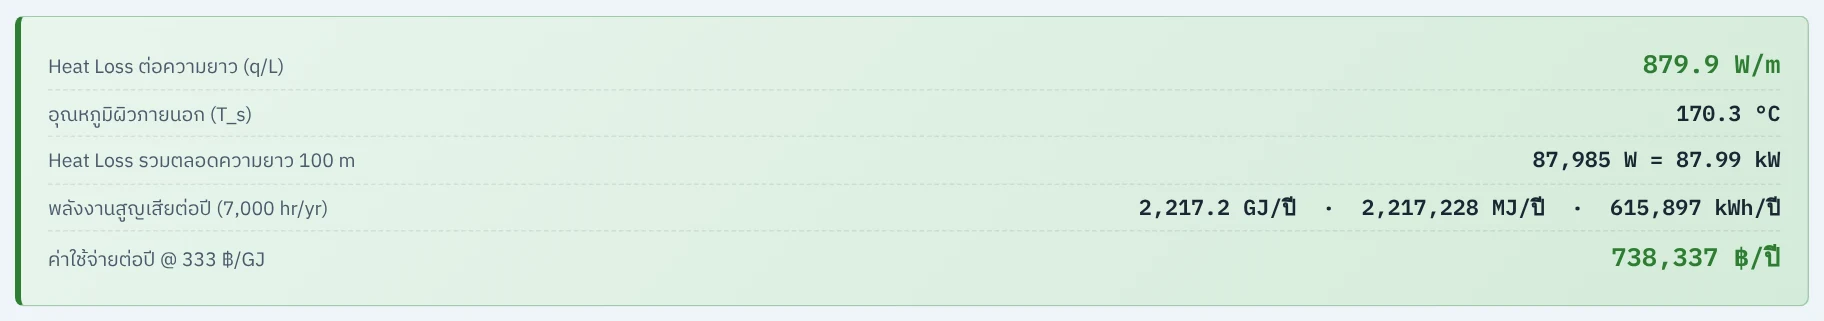 Heat Loss ต่อความยาว (q/L) 879.9 W/m
อุณหภูมิผิวภายนอก (T_s) 170.3 °C
Heat Loss รวมตลอดความยาว 100 m 87,985 W = 87.99 kW
พลังงานสูญเสียต่อปี (7,000 hr/yr) 2,217.2 GJ/ปี · 2,217,228 MJ/ปี · 615,897 kWh/ปี
ค่าใช้จ่ายต่อปี @ 333 ฿/GJ 738,337 ฿/ปี